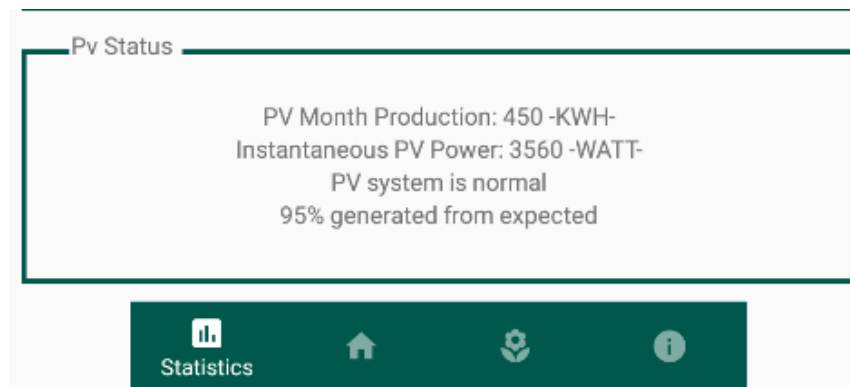 Pv Status
PV Month Production: 450 -KWH-
Instantaneous PV Power: 3560 -WATT-
PV system is normal
95% generated from expected
Statistics